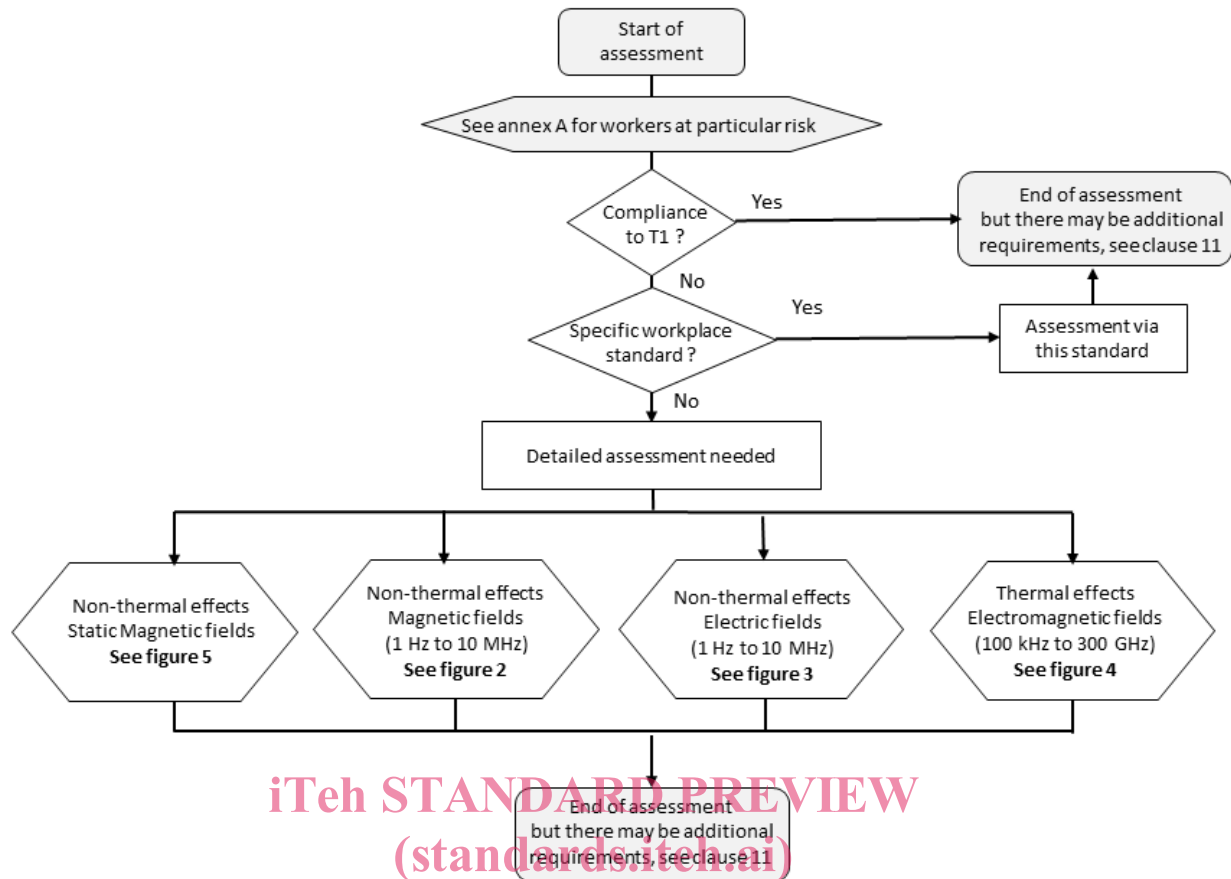 Start of
assessment
See annex A for workers at particular risk
Compliance
to T1 ?
Yes
End of assessment
but there may be additional
requirements, see clause 11
No
Specific workplace
standard ?
Yes
Assessment via
this standard
No
Detailed assessment needed
Non-thermal effects
Static Magnetic fields
See figure 5
Non-thermal effects
Magnetic fields
(1 Hz to 10 MHz)
See figure 2
Non-thermal effects
Electric fields
(1 Hz to 10 MHz)
See figure 3
Thermal effects
Electromagnetic fields
(100 kHz to 300 GHz)
See figure 4
iTeh STANDARD PREVIEW
End of assessment
but there may be additional
(standards.iteh.ai)
requirements, see clause 11